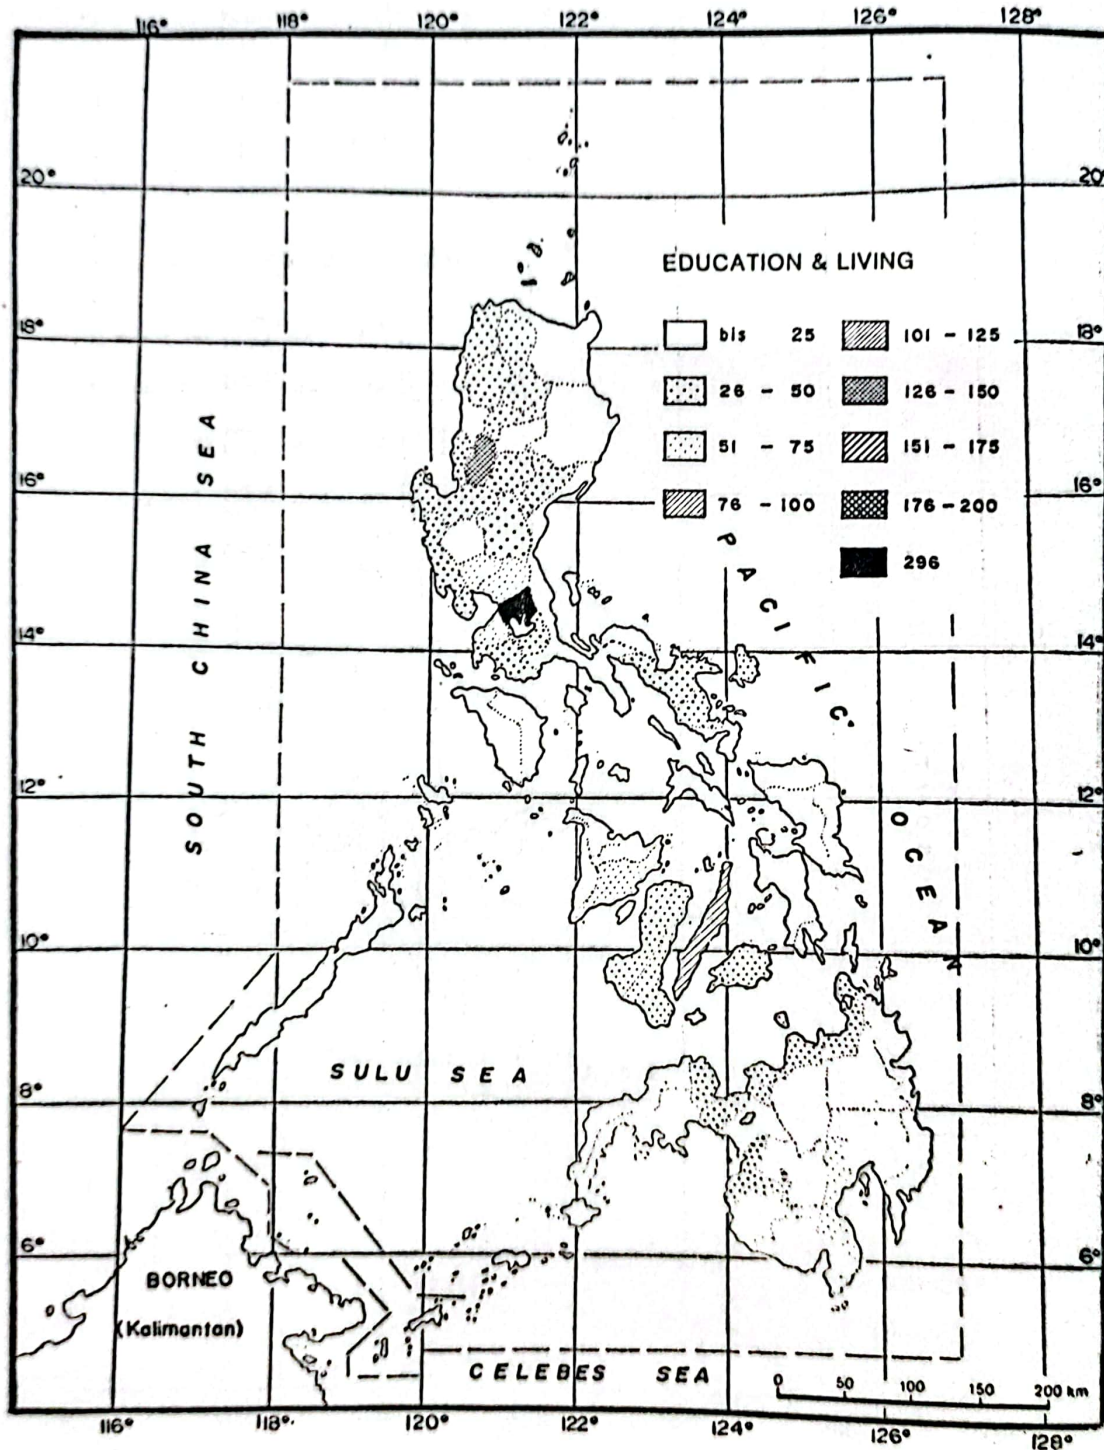 116° 118° 120° 122° 124° 126° 128°
20° 20°
EDUCATION & LIVING
bis 25 101 - 125
26 - 50 126 - 150
51 - 75 151 - 175
76 - 100 176 - 200
296
18° 18°
16° 16°
14° 14°
12° 12°
10° 10°
8° 8°
6° 6°
SOUTH CHINA SEA
PACIFIC OCEAN
SULU SEA
BORNEO
(Kalimantan)
CELEBES SEA
0 50 100 150 200 km
116° 118° 120° 122° 124° 126° 128°